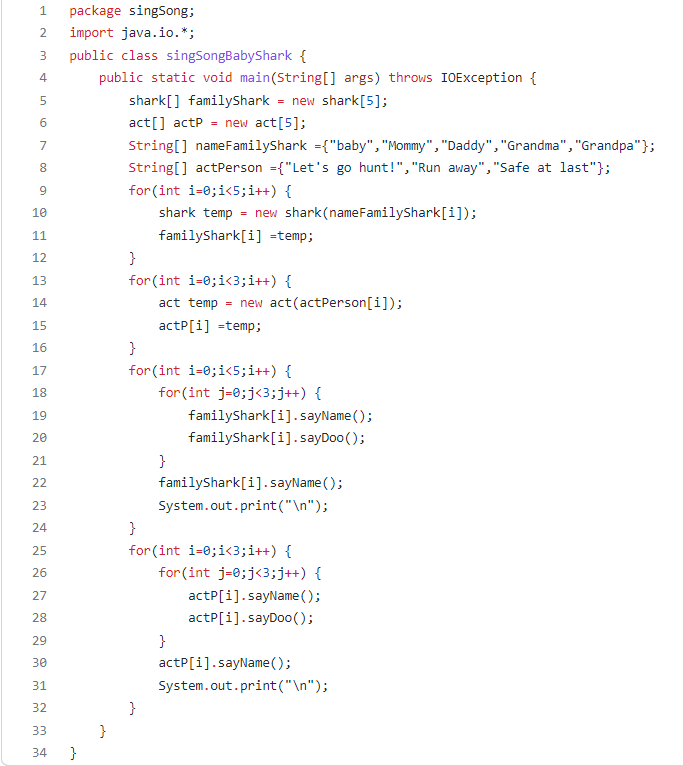 1 package singSong;
2 import java.io.*;
3 public class singSongBabyShark {
4     public static void main(String[] args) throws IOException {
5         shark[] familyShark = new shark[5];
6         act[] actP = new act[5];
7         String[] nameFamilyShark ={"baby","Mommy","Daddy","Grandma","Grandpa"};
8         String[] actPerson ={"Let's go hunt!","Run away","Safe at last"};
9         for(int i=0;i<5;i++) {
10             shark temp = new shark(nameFamilyShark[i]);
11             familyShark[i] =temp;
12         }
13         for(int i=0;i<3;i++) {
14             act temp = new act(actPerson[i]);
15             actP[i] =temp;
16         }
17         for(int i=0;i<5;i++) {
18             for(int j=0;j<3;j++) {
19                 familyShark[i].sayName();
20                 familyShark[i].sayDoo();
21             }
22             familyShark[i].sayName();
23             System.out.print("\n");
24         }
25         for(int i=0;i<3;i++) {
26             for(int j=0;j<3;j++) {
27                 actP[i].sayName();
28                 actP[i].sayDoo();
29             }
30             actP[i].sayName();
31             System.out.print("\n");
32         }
33     }
34 }